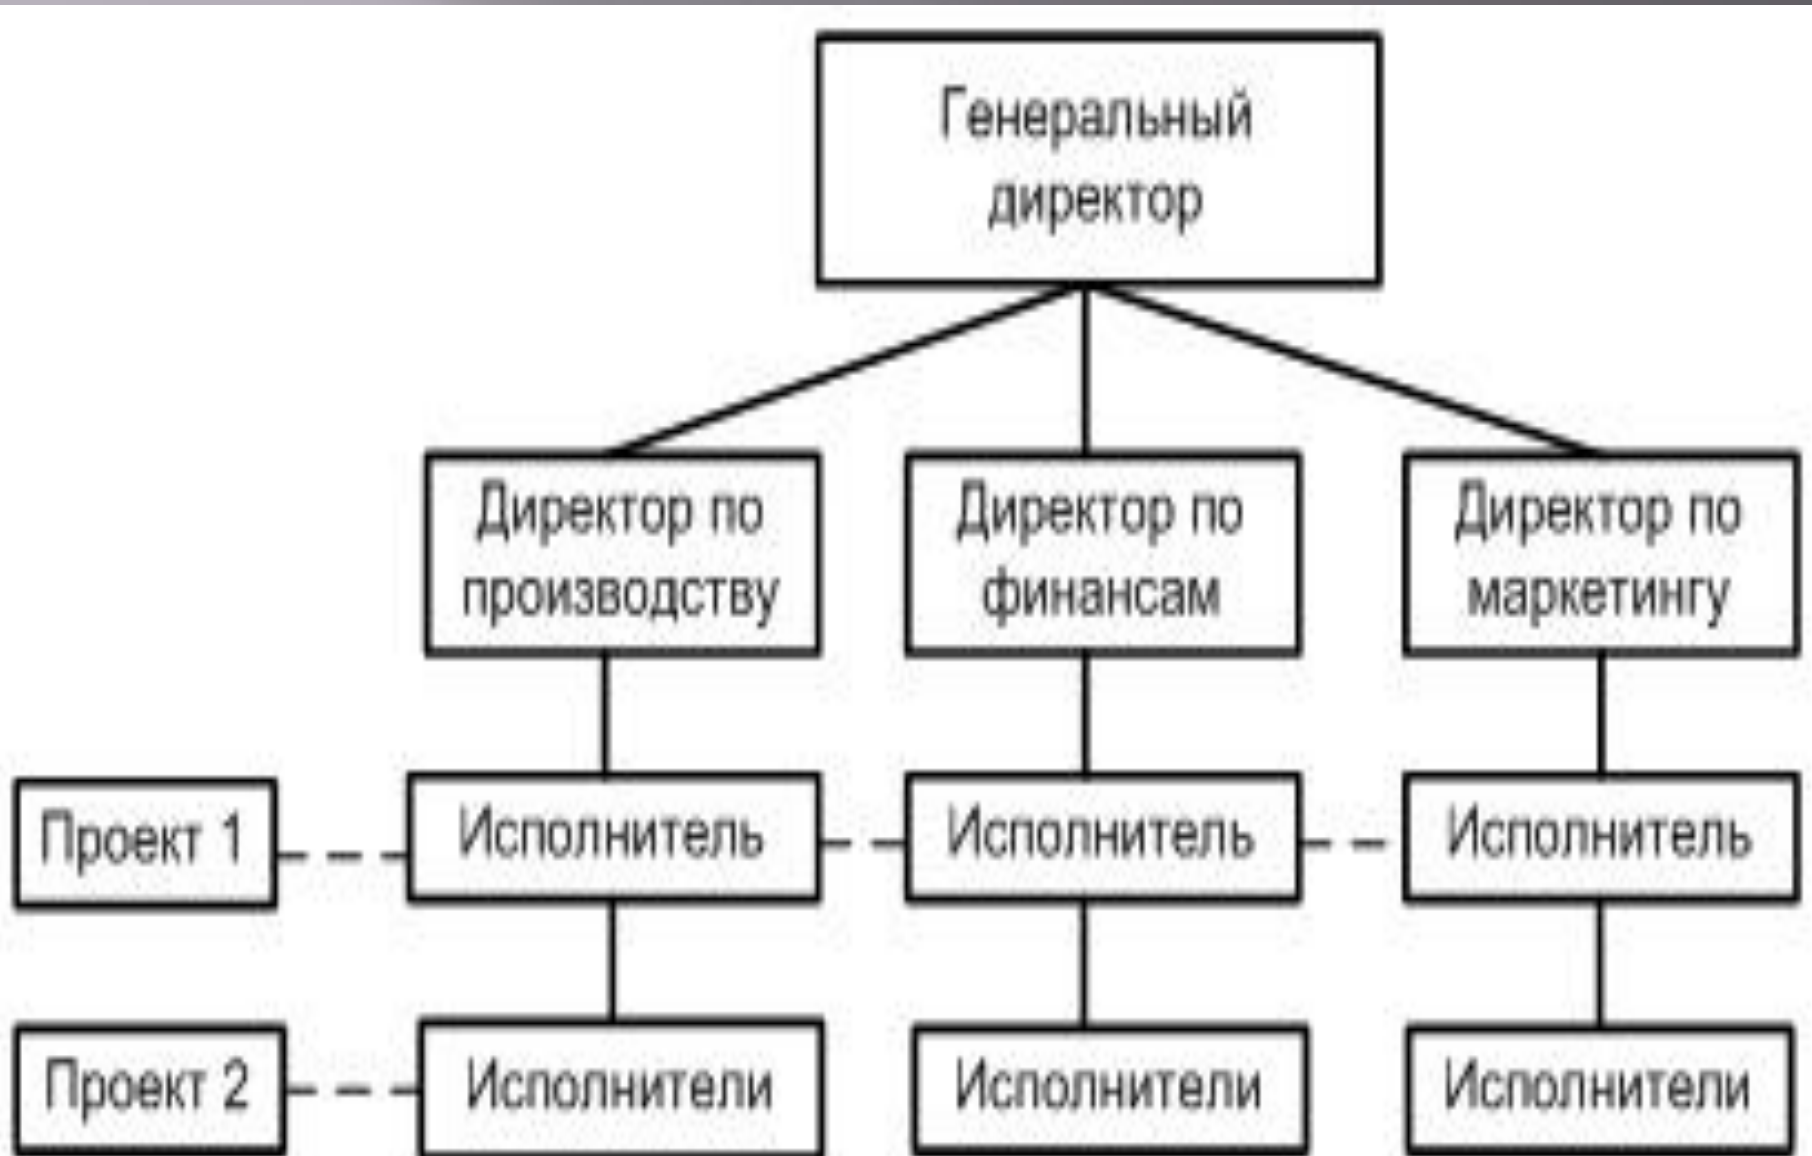 Генеральный
директор
Директор по
производству
Директор по
финансам
Директор по
маркетингу
Проект 1
Исполнитель
Исполнитель
Исполнитель
Проект 2
Исполнители
Исполнители
Исполнители